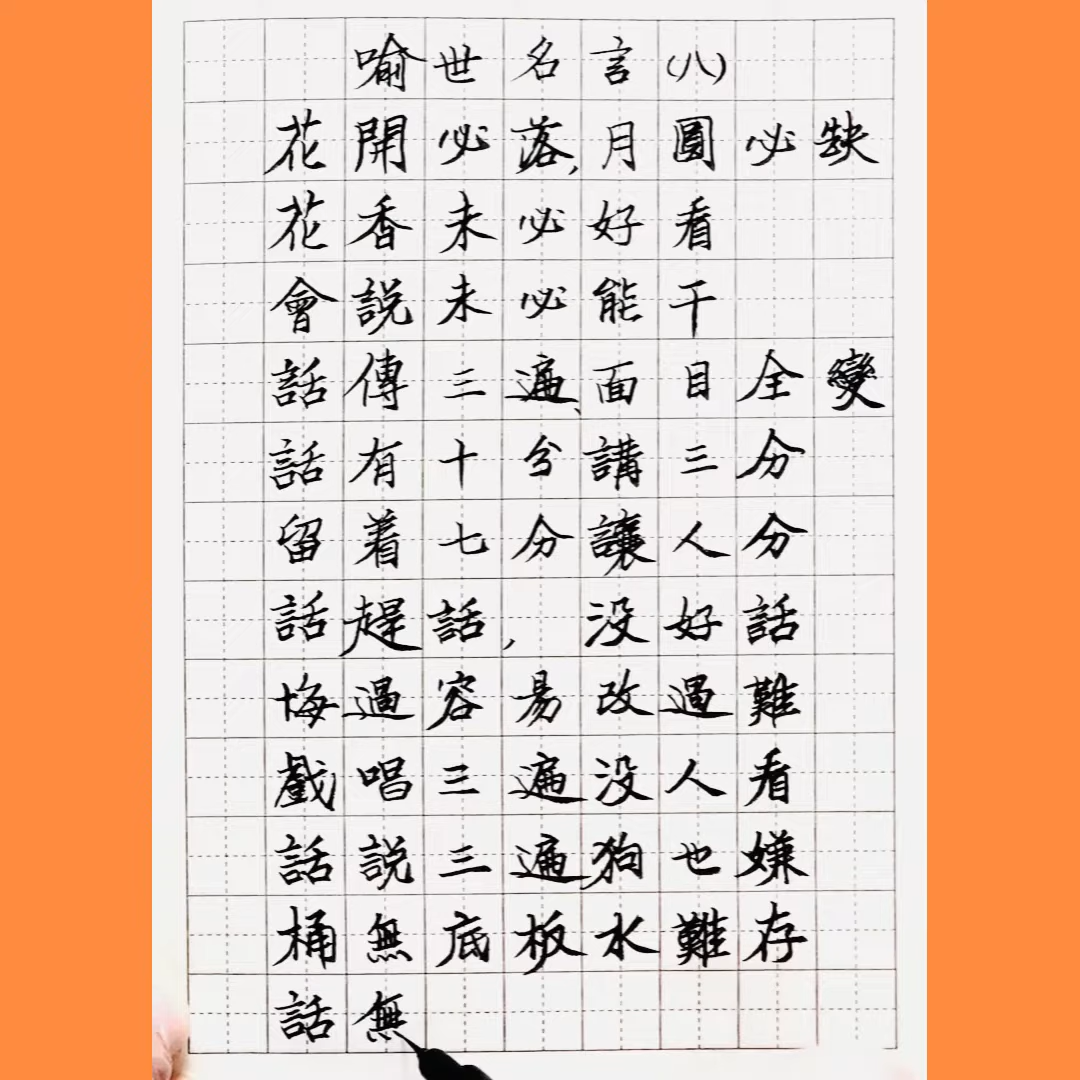 喻世名言(八)
花開必落,月圓必缺
花香未必好看
會說未必能干
話傳三遍、面目全變
話有十分講三分
留着七分讓人分
話趕話,没好話
悔過容易改過難
戲唱三遍没人看
話說三遍狗也嫌
桶無底板水難存
話無